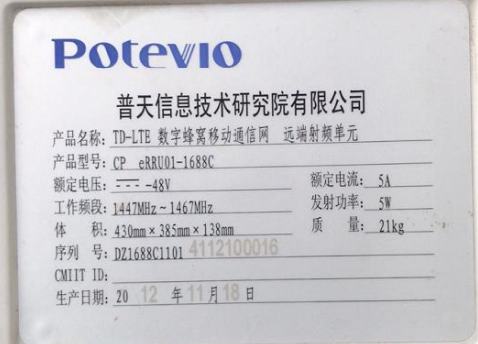 Potevio
普天信息技术研究院有限公司
产品名称: TD-LTE 数字蜂窝移动通信网 远端射频单元
产品型号: CP eRRU01-1688C
额定电压: -48V 额定电流: 5A
工作频段: 1447MHz~1467MHz 发射功率: 5W
体 积: 430mm×385mm×138mm 质 量: 21kg
序列号: DZ1688C1101 4112100016
CMIIT ID:
生产日期: 20 12 年 11 月 18 日